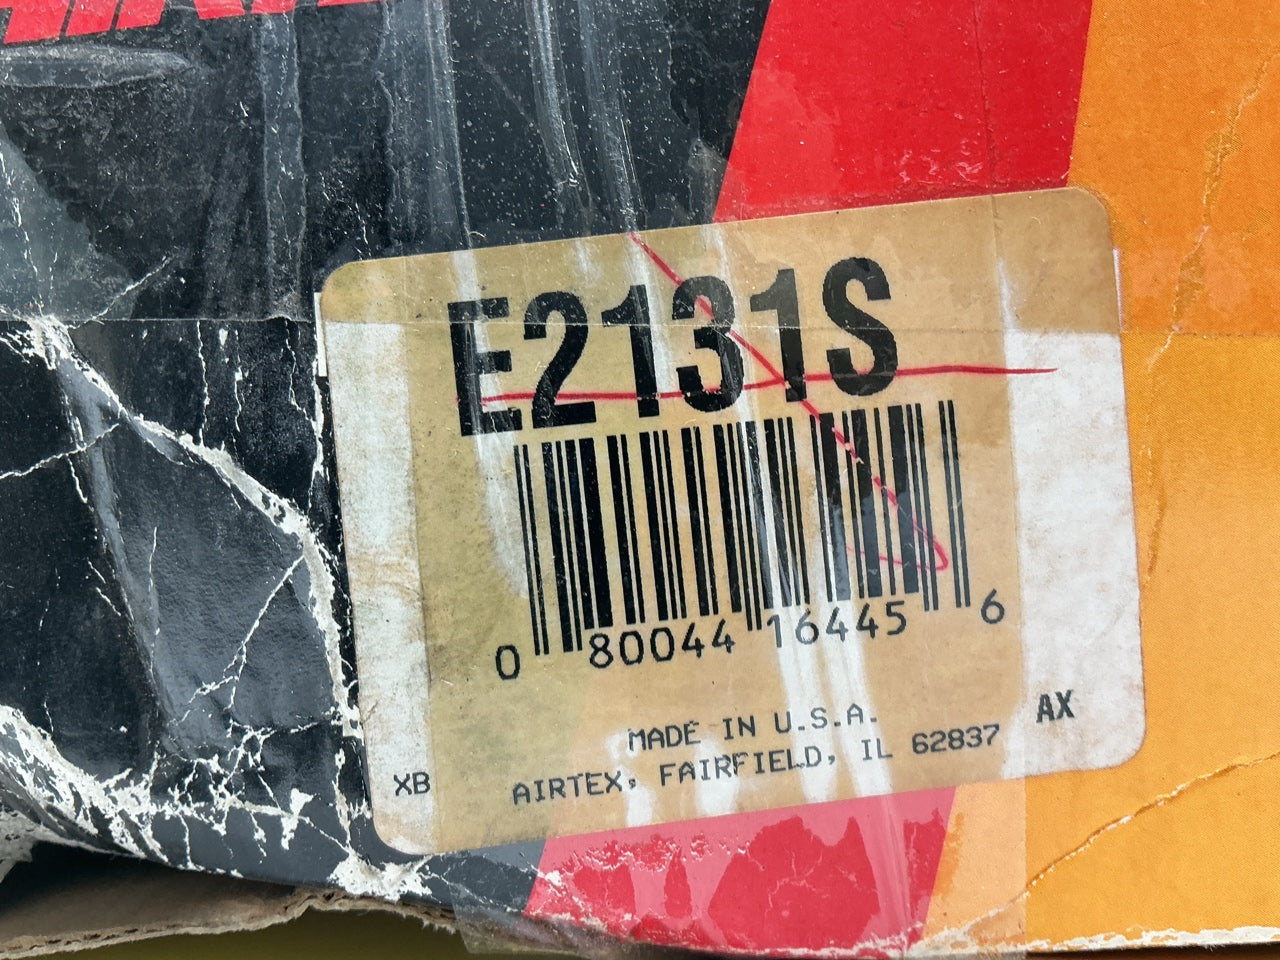 E2131S
0 80044 16445 6
MADE IN U.S.A.
AX
AIRTEX, FAIRFIELD, IL 62837
XB